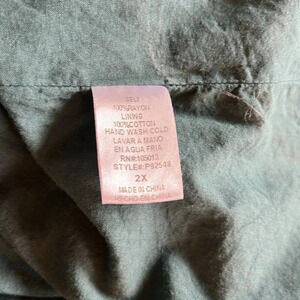 SELF
100%RAYON
LINING
100%COTTON
HAND WASH COLD
LAVAR A MANO
EN AGUA FRIA
RN#:105013
STYLE#:P92548
2X
MADE IN CHINA
HECHO EN CHINA